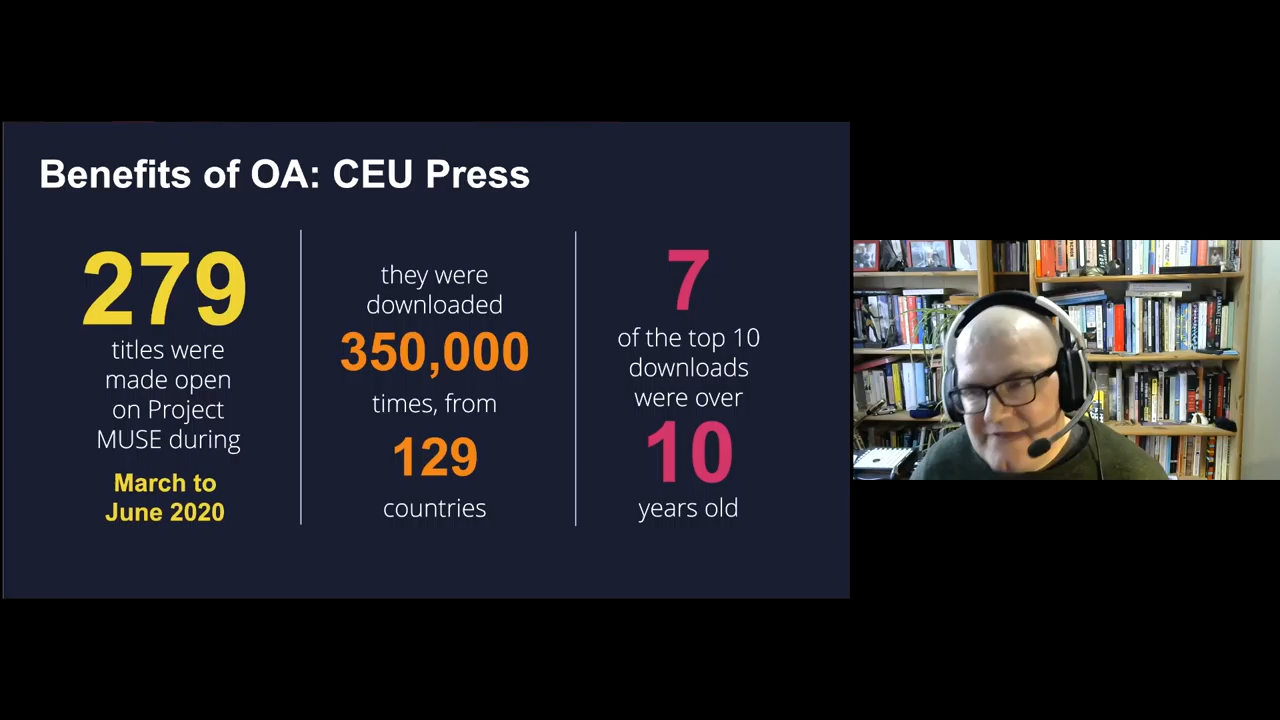 Benefits of OA: CEU Press
279
titles were
made open
on Project
MUSE during
March to
June 2020
they were
downloaded
350,000
times, from
129
countries
7
of the top 10
downloads
were over
10
years old